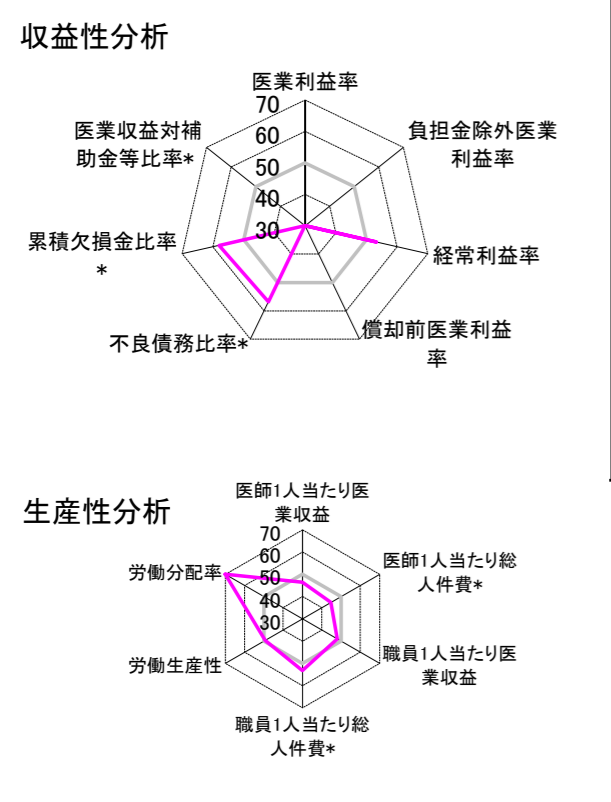 収益性分析
医業利益率
70
60
50
40
30
負担金除外医業
利益率
経常利益率
償却前医業利益
率
不良債務比率*
累積欠損金比率
*
医業収益対補
助金等比率*
生産性分析
医師1人当たり医
業収益
70
60
50
40
30
医師1人当たり総
人件費*
職員1人当たり医
業収益
職員1人当たり総
人件費*
労働生産性
労働分配率